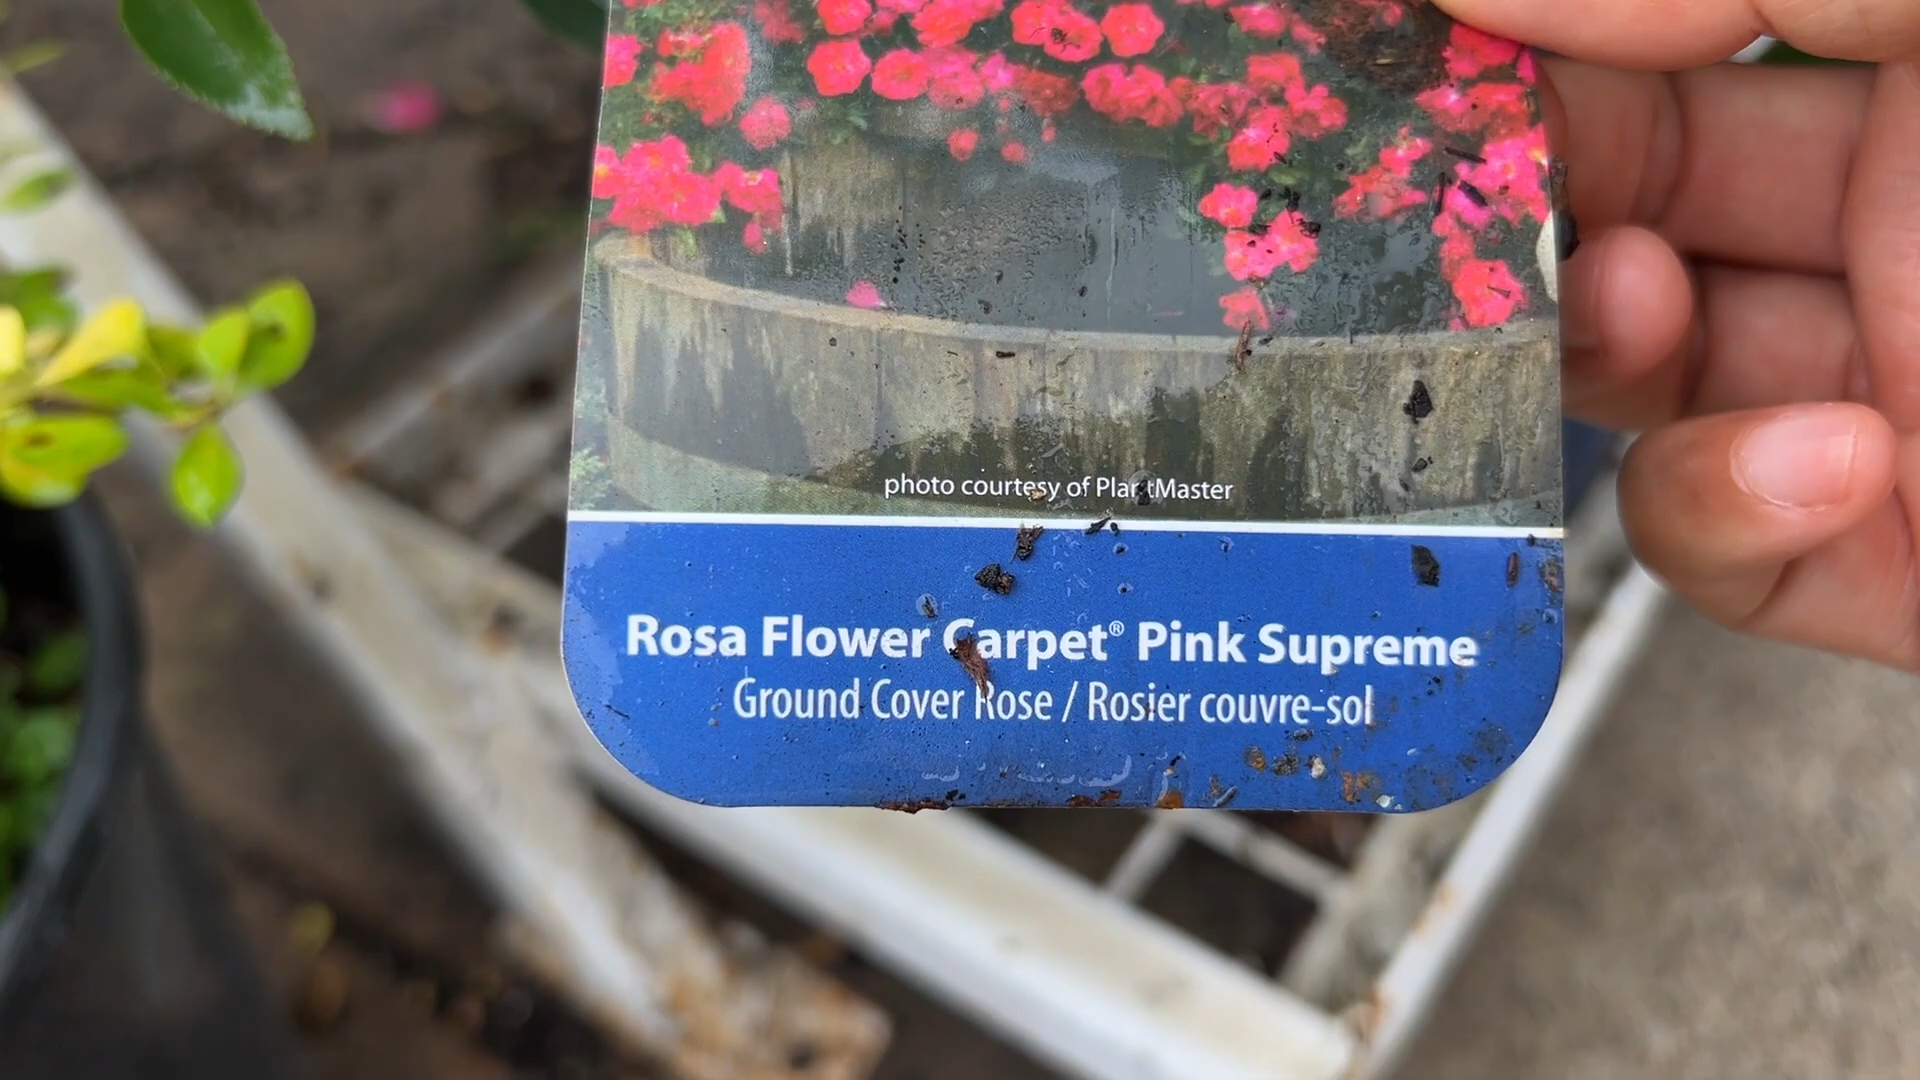 photo courtesy of PlantMaster
Rosa Flower Carpet® Pink Supreme
Ground Cover Rose / Rosier couvre-sol